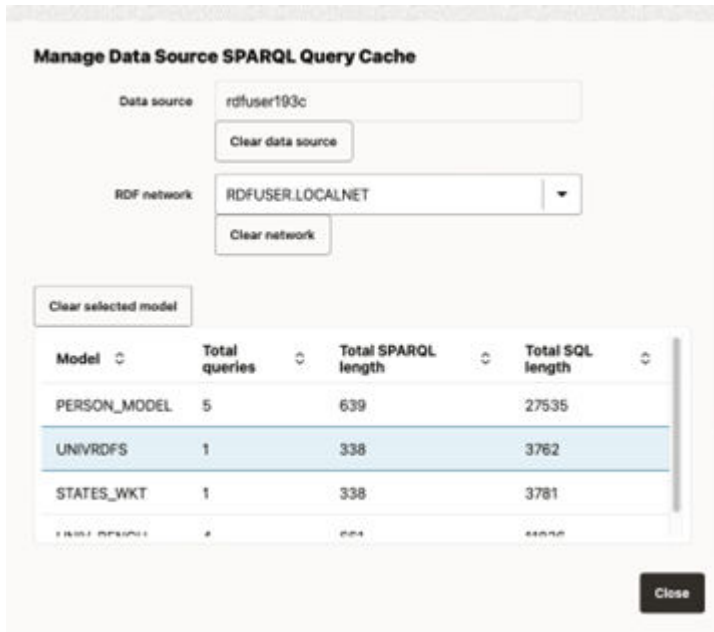 Manage Data Source SPARQL Query Cache
Data source rdfuser193c
Clear data source
RDF network RDFUSER.LOCALNET
Clear network
Clear selected model
Model Total queries Total SPARQL length Total SQL length
PERSON_MODEL 5 639 27535
UNIVRDFS 1 338 3762
STATES_WKT 1 338 3781
Close